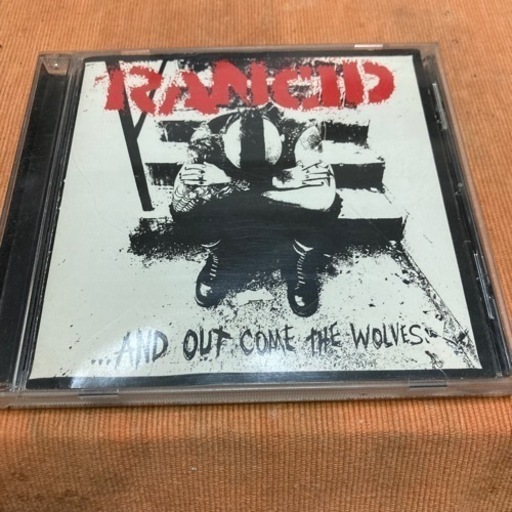 RANCID
...AND OUT COME THE WOLVES